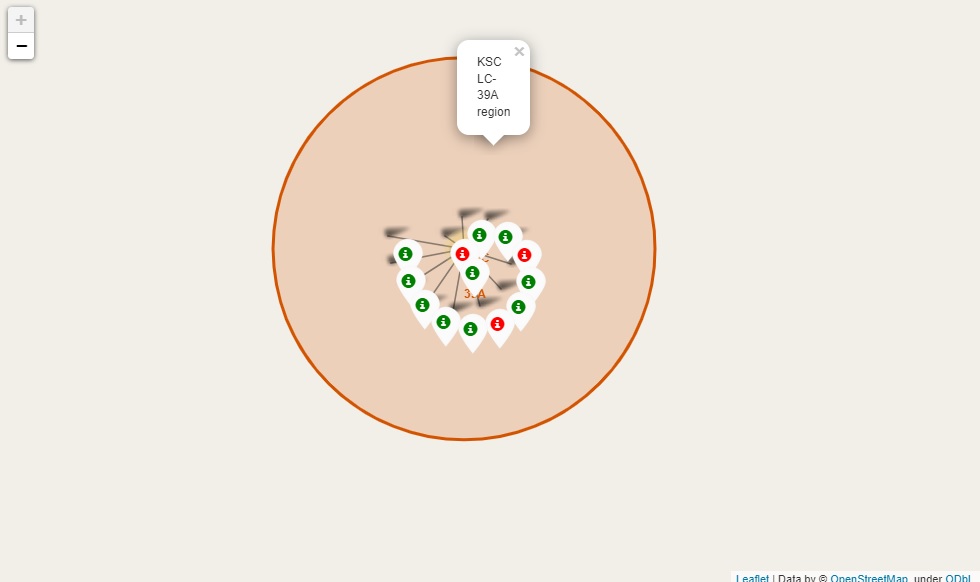 +
−
×
KSC
LC-
39A
region
Leaflet | Data by © OpenStreetMap, under ODbL